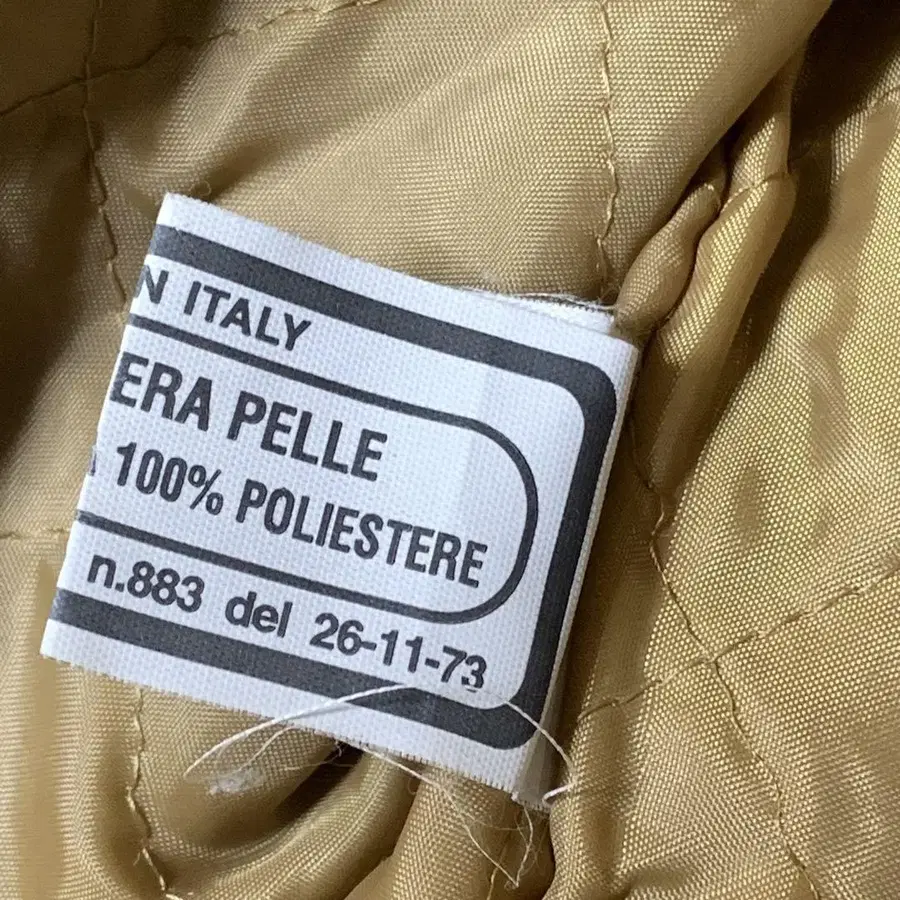 N ITALY
ERA PELLE
100% POLIESTERE
n.883 del 26-11-73